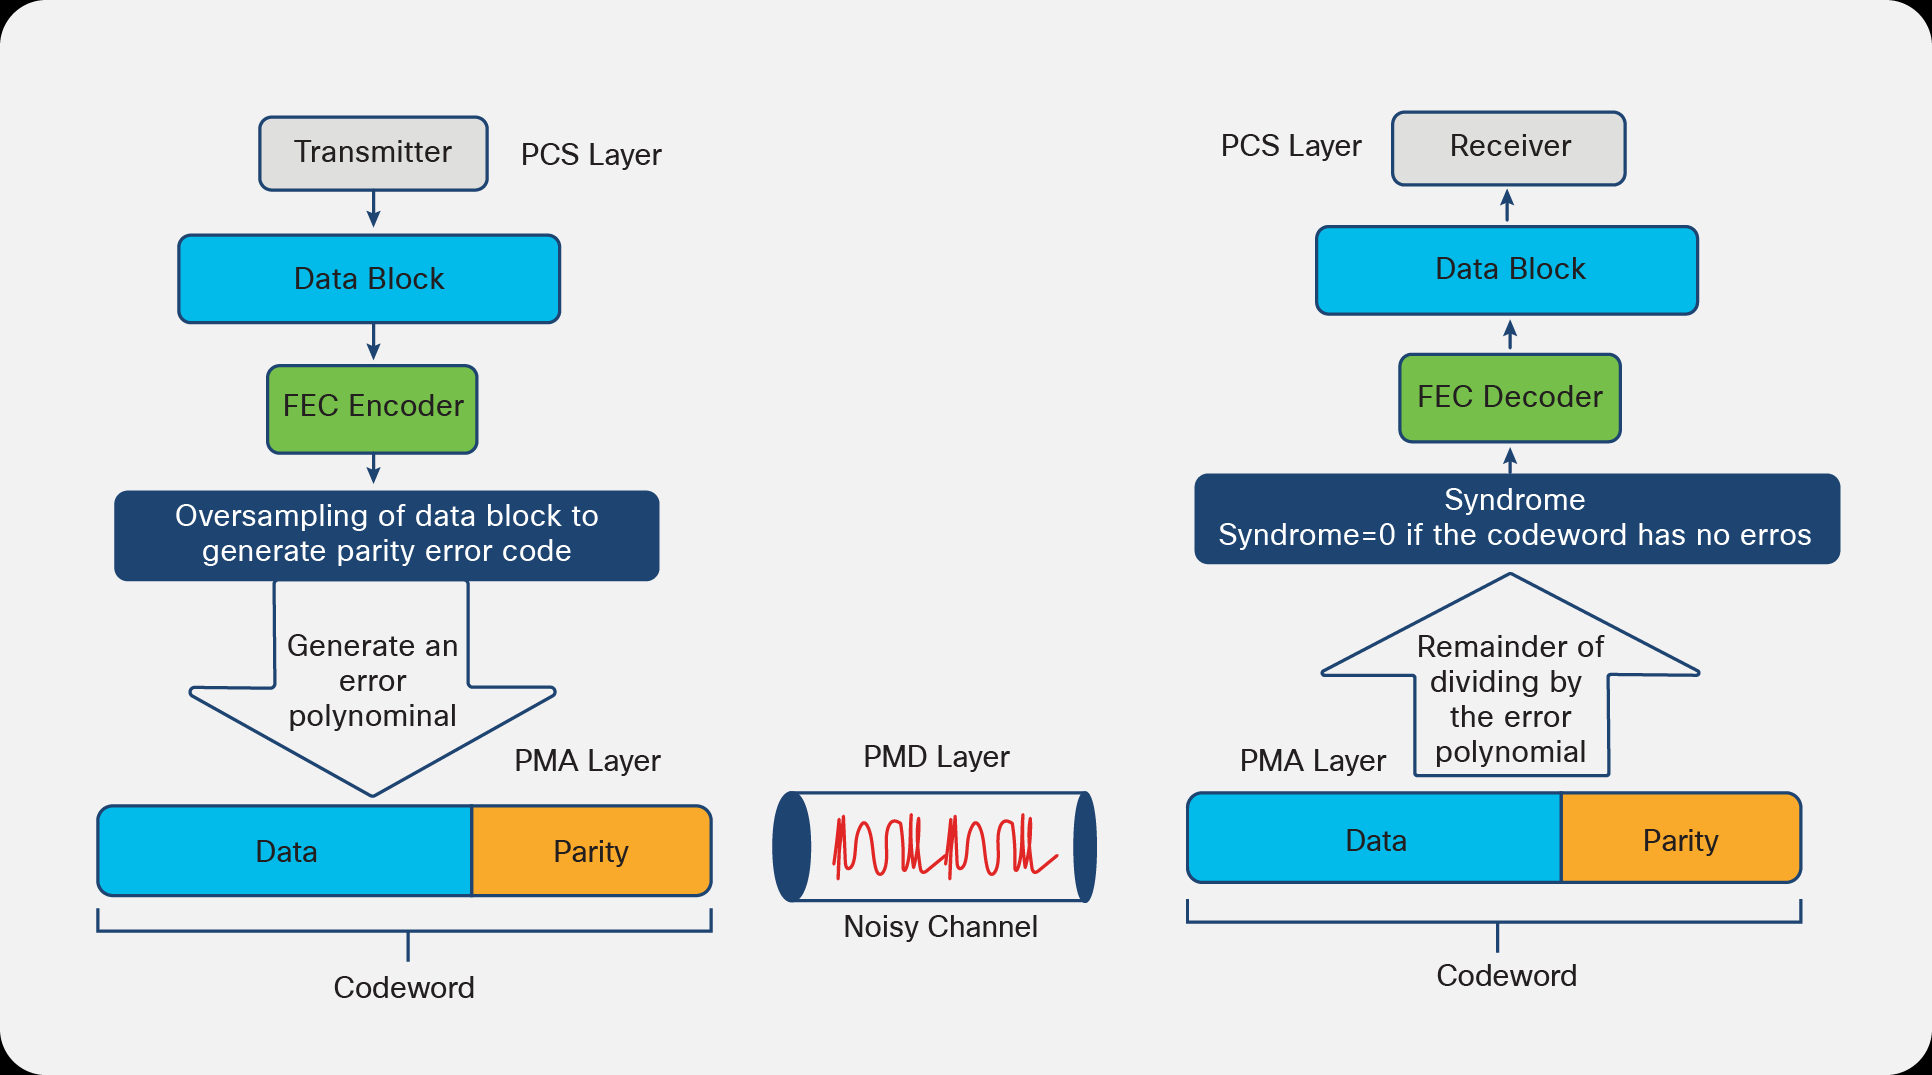 Transmitter
PCS Layer
Data Block
FEC Encoder
Oversampling of data block to
generate parity error code
Generate an
error
polynominal
PMA Layer
Data
Parity
Codeword
PMD Layer
Noisy Channel
PCS Layer
Receiver
Data Block
FEC Decoder
Syndrome
Syndrome=0 if the codeword has no erros
Remainder of
dividing by
the error
polynomial
PMA Layer
Data
Parity
Codeword